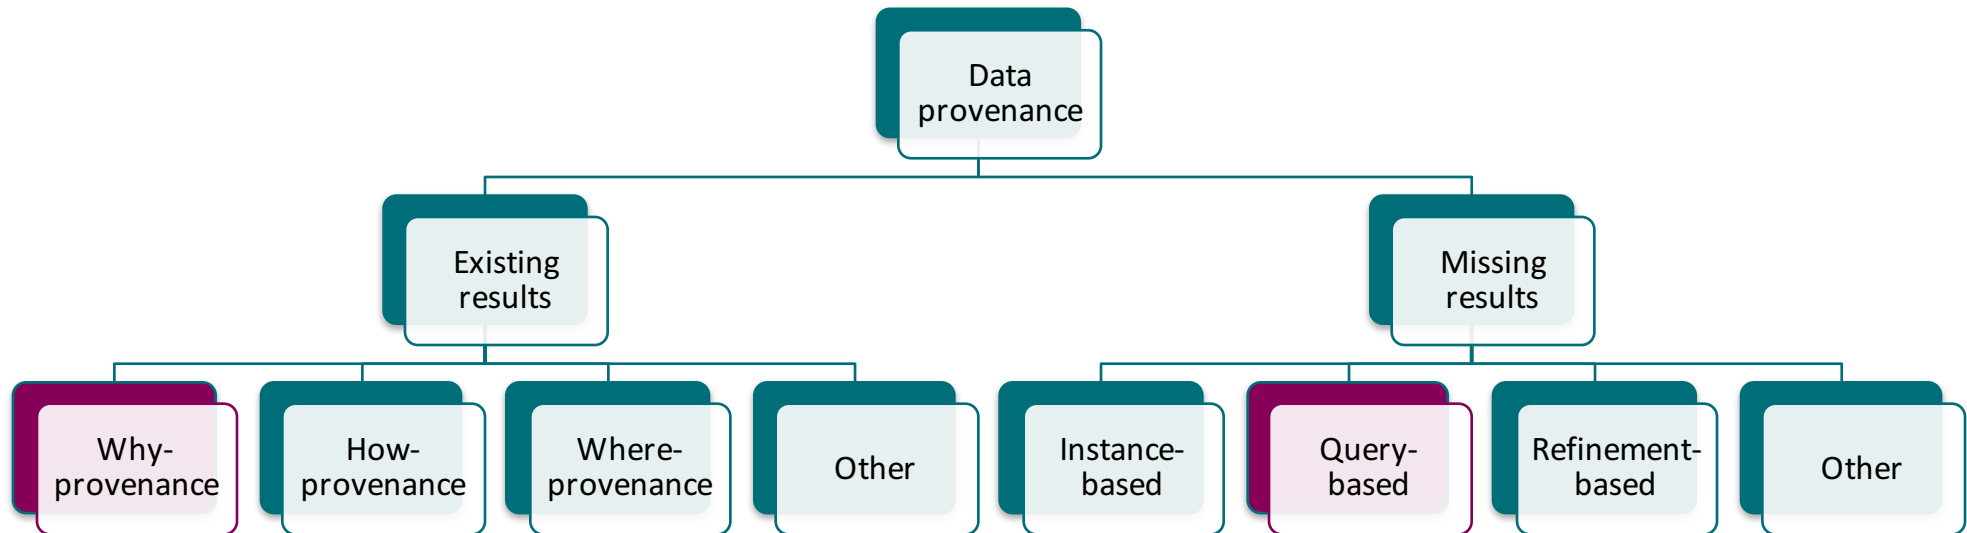 Data
provenance
Existing
results
Missing
results
Why-
provenance
How-
provenance
Where-
provenance
Other
Instance-
based
Query-
based
Refinement-
based
Other